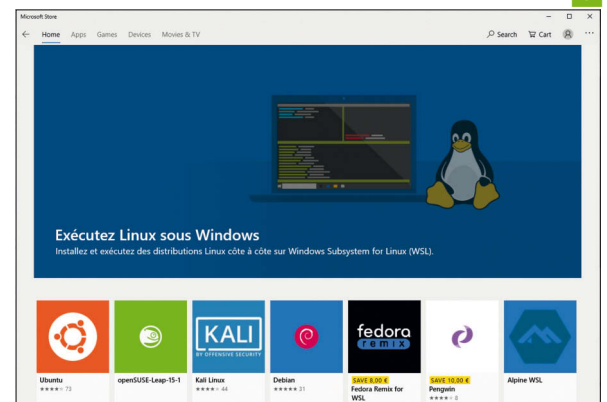 Microsoft Store
Home Apps Games Devices Movies & TV Search Cart
Exécutez Linux sous Windows
Installez et exécutez des distributions Linux côte à côte sur Windows Subsystem for Linux (WSL).
KALI
BY OFFENSIVE SECURITY
fedora
remix
SAVE 8,00 € SAVE 10,00 €
Ubuntu openSUSE-Leap-15-1 Kali Linux Debian Fedora Remix for WSL Pengwin Alpine WSL
73 44 31 8